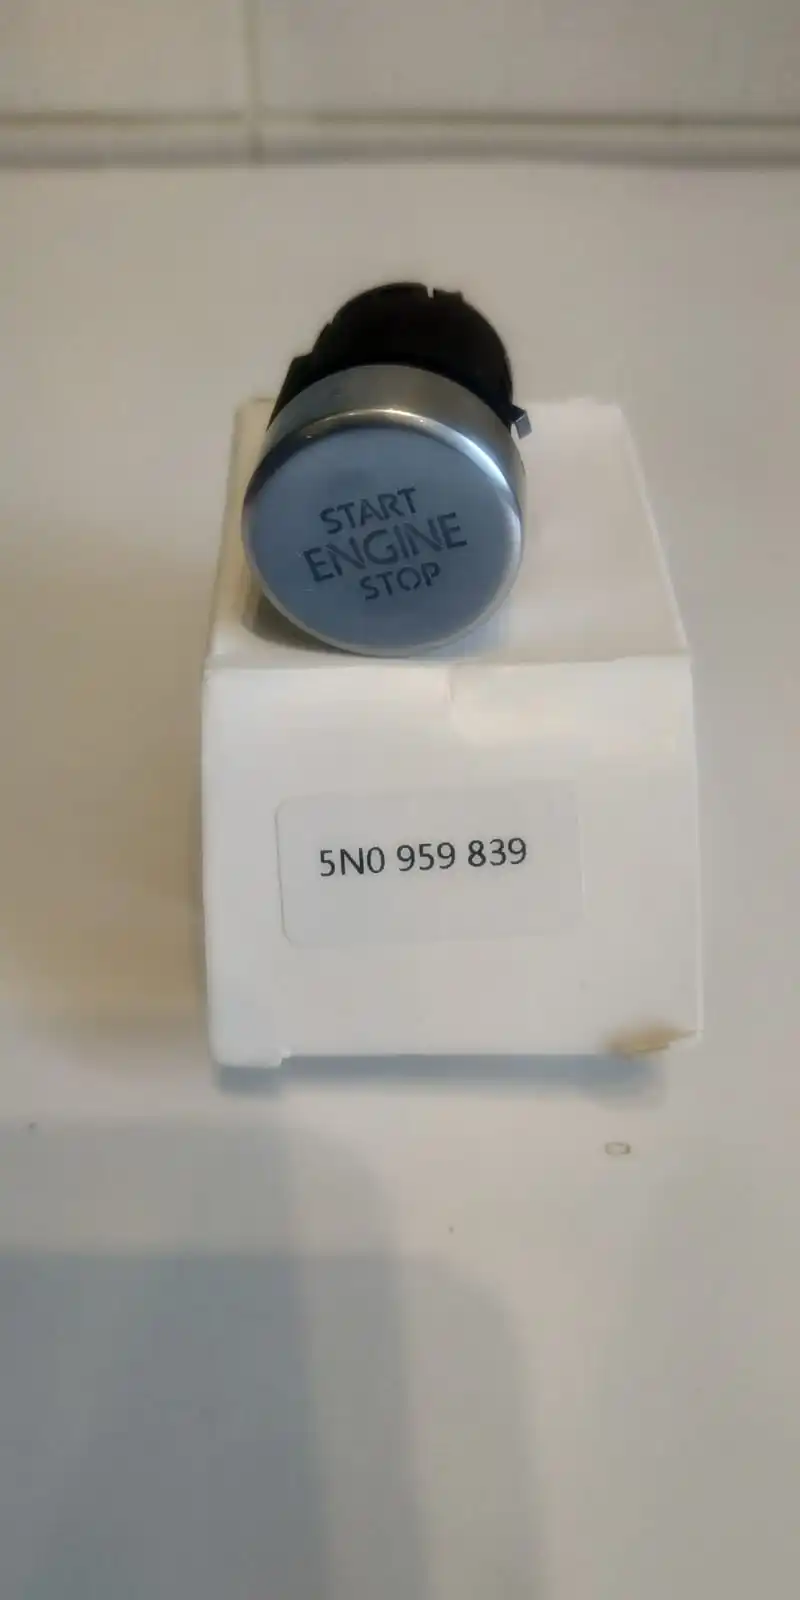 START
ENGINE
STOP
5N0 959 839